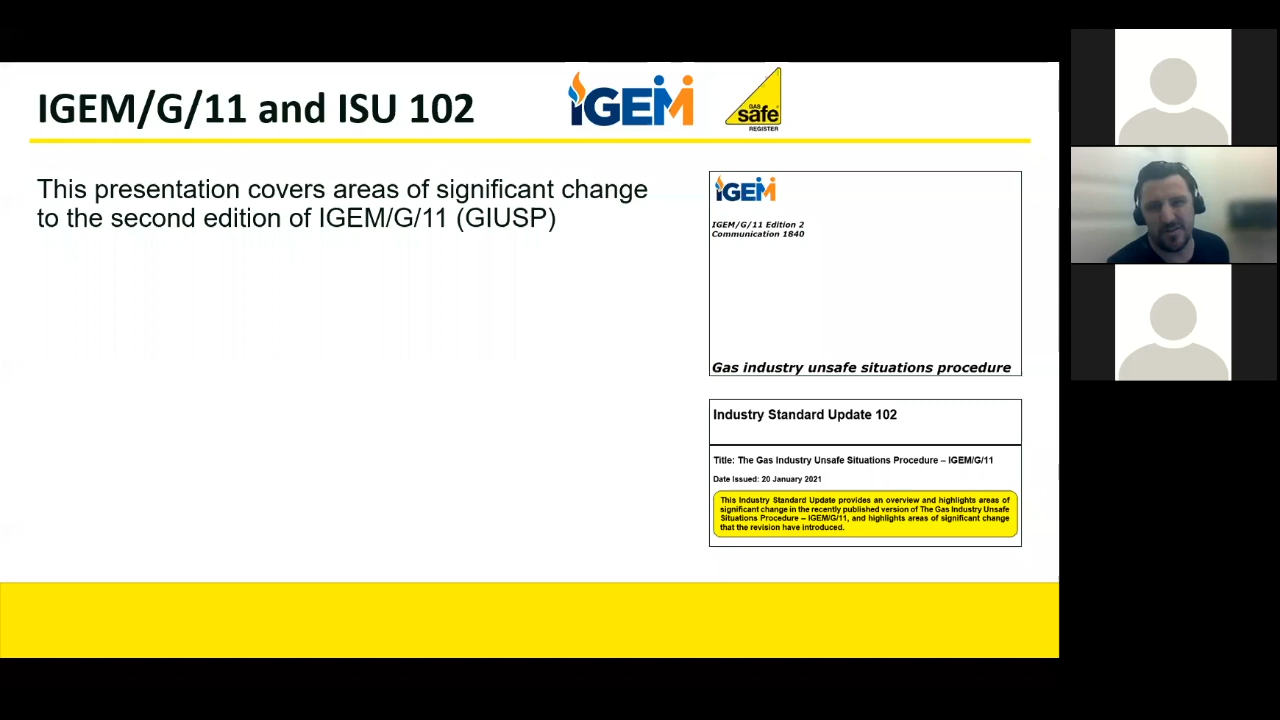 IGEM/G/11 and ISU 102
IGEM
GAS
safe
REGISTER
This presentation covers areas of significant change
to the second edition of IGEM/G/11 (GIUSP)
IGEM
IGEM/G/11 Edition 2
Communication 1840
Gas industry unsafe situations procedure
Industry Standard Update 102
Title: The Gas Industry Unsafe Situations Procedure – IGEM/G/11
Date Issued: 20 January 2021
This Industry Standard Update provides an overview and highlights areas of
significant change in the recently published version of The Gas Industry Unsafe
Situations Procedure – IGEM/G/11, and highlights areas of significant change
that the revision have introduced.